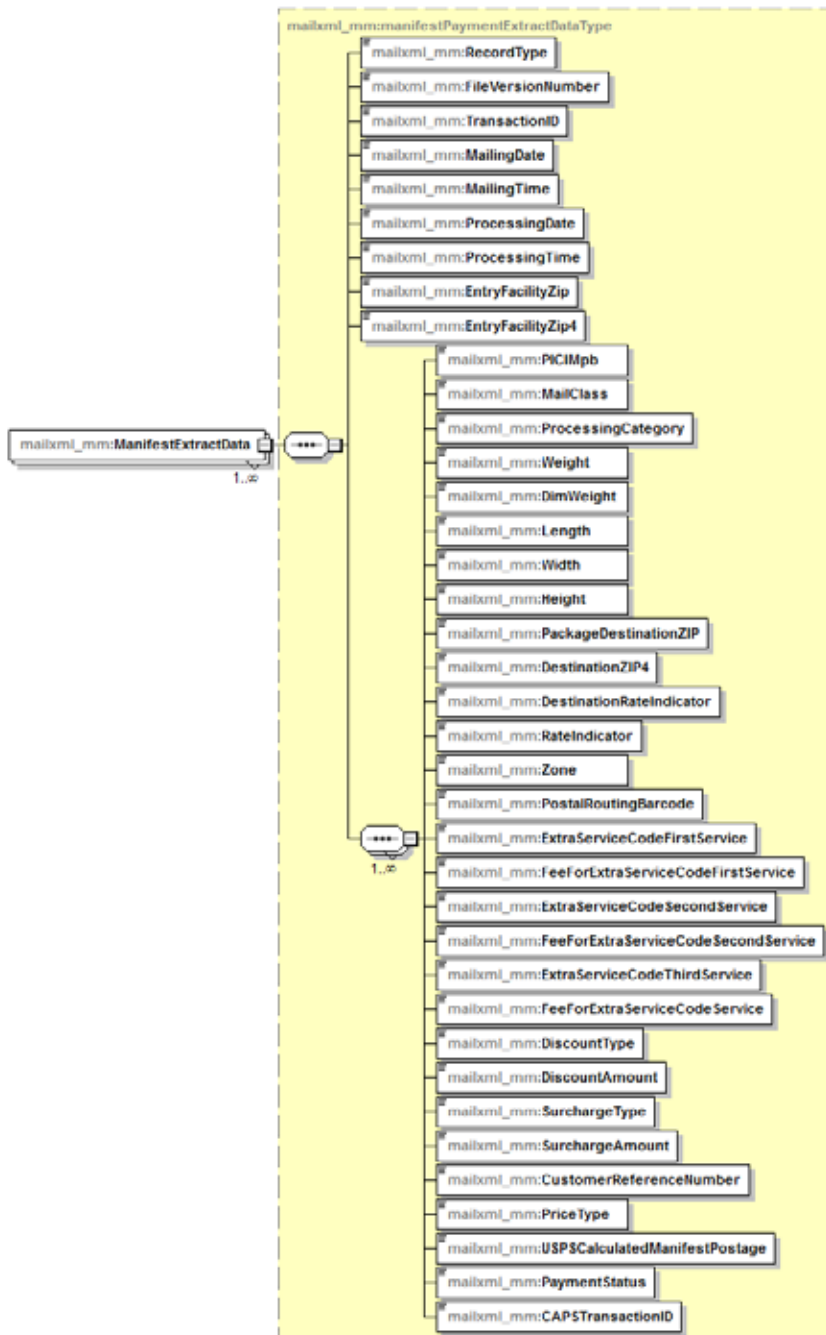 mailxml_mm:manifestPaymentExtractDataType
mailxml_mm:RecordType
mailxml_mm:FileVersionNumber
mailxml_mm:TransactionID
mailxml_mm:MailingDate
mailxml_mm:MailingTime
mailxml_mm:ProcessingDate
mailxml_mm:ProcessingTime
mailxml_mm:EntryFacilityZip
mailxml_mm:EntryFacilityZip4
mailxml_mm:ManifestExtractData
1..∞
mailxml_mm:PICIMpb
mailxml_mm:MailClass
mailxml_mm:ProcessingCategory
mailxml_mm:Weight
mailxml_mm:DimWeight
mailxml_mm:Length
mailxml_mm:Width
mailxml_mm:Height
mailxml_mm:PackageDestinationZIP
mailxml_mm:DestinationZIP4
mailxml_mm:DestinationRateIndicator
mailxml_mm:RateIndicator
mailxml_mm:Zone
mailxml_mm:PostalRoutingBarcode
mailxml_mm:ExtraServiceCodeFirstService
1..∞
mailxml_mm:FeeForExtraServiceCodeFirstService
mailxml_mm:ExtraServiceCodeSecondService
mailxml_mm:FeeForExtraServiceCodeSecondService
mailxml_mm:ExtraServiceCodeThirdService
mailxml_mm:FeeForExtraServiceCodeService
mailxml_mm:DiscountType
mailxml_mm:DiscountAmount
mailxml_mm:SurchargeType
mailxml_mm:SurchargeAmount
mailxml_mm:CustomerReferenceNumber
mailxml_mm:PriceType
mailxml_mm:USPSCalculatedManifestPostage
mailxml_mm:PaymentStatus
mailxml_mm:CAPSTransactionID